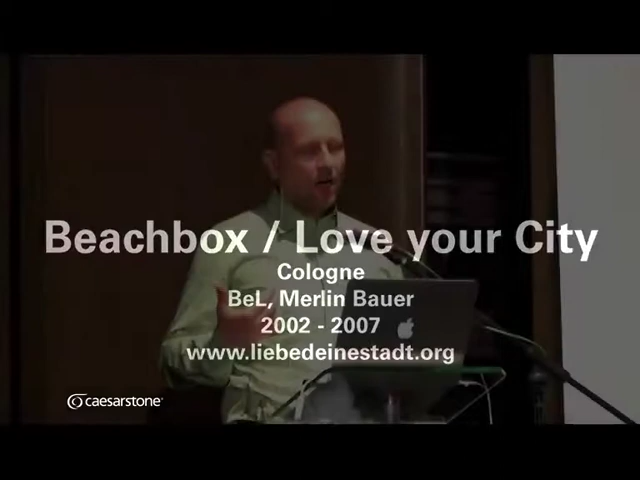 Beachbox / Love your City
Cologne
BeL, Merlin Bauer
2002 - 2007
www.liebedeinestadt.org
caesarstone